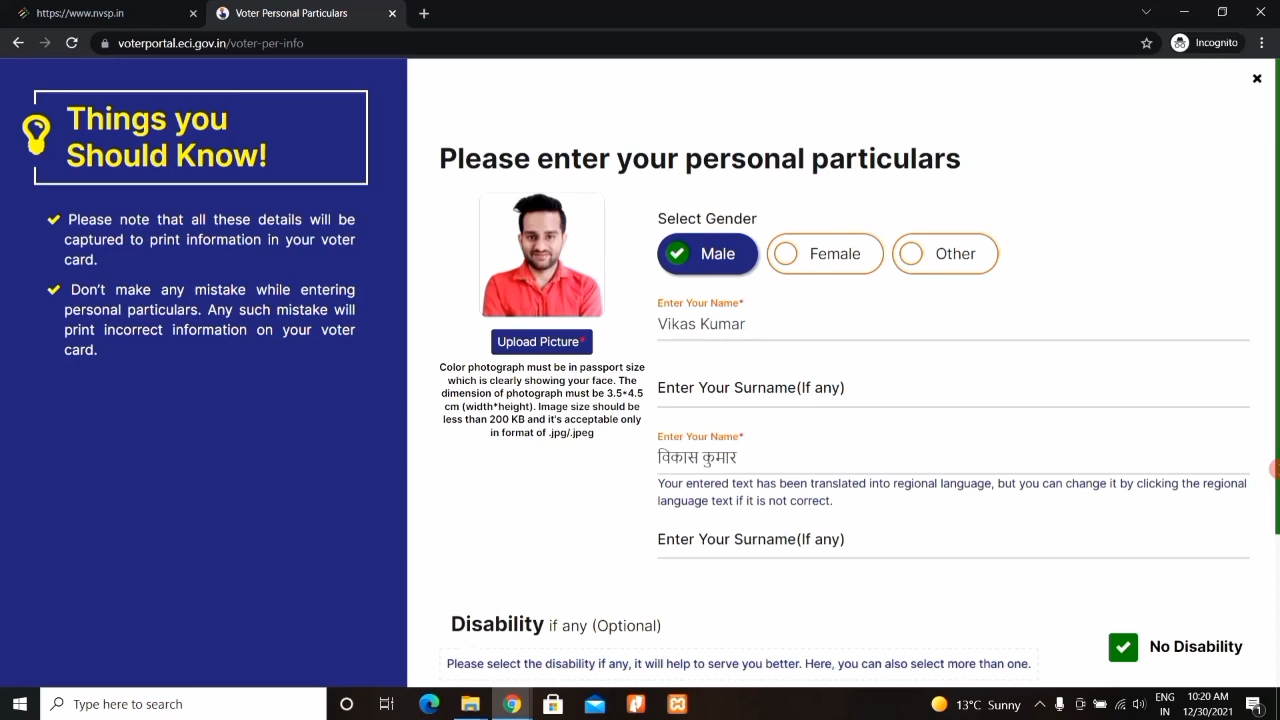 https://www.nvsp.in
Voter Personal Particulars
voterportal.eci.gov.in/voter-per-info
Incognito
Things you
Should Know!
Please note that all these details will be
captured to print information in your voter
card.
Don't make any mistake while entering
personal particulars. Any such mistake will
print incorrect information on your voter
card.
Please enter your personal particulars
Upload Picture*
Color photograph must be in passport size
which is clearly showing your face. The
dimension of photograph must be 3.5*4.5
cm (width*height). Image size should be
less than 200 KB and it's acceptable only
in format of .jpg/.jpeg
Select Gender
Male
Female
Other
Enter Your Name*
Vikas Kumar
Enter Your Surname(If any)
Enter Your Name*
विकास कुमार
Your entered text has been translated into regional language, but you can change it by clicking the regional
language text if it is not correct.
Enter Your Surname(If any)
Disability if any (Optional)
No Disability
Please select the disability if any, it will help to serve you better. Here, you can also select more than one.
Type here to search
13°C Sunny
ENG
IN
10:20 AM
12/30/2021
1